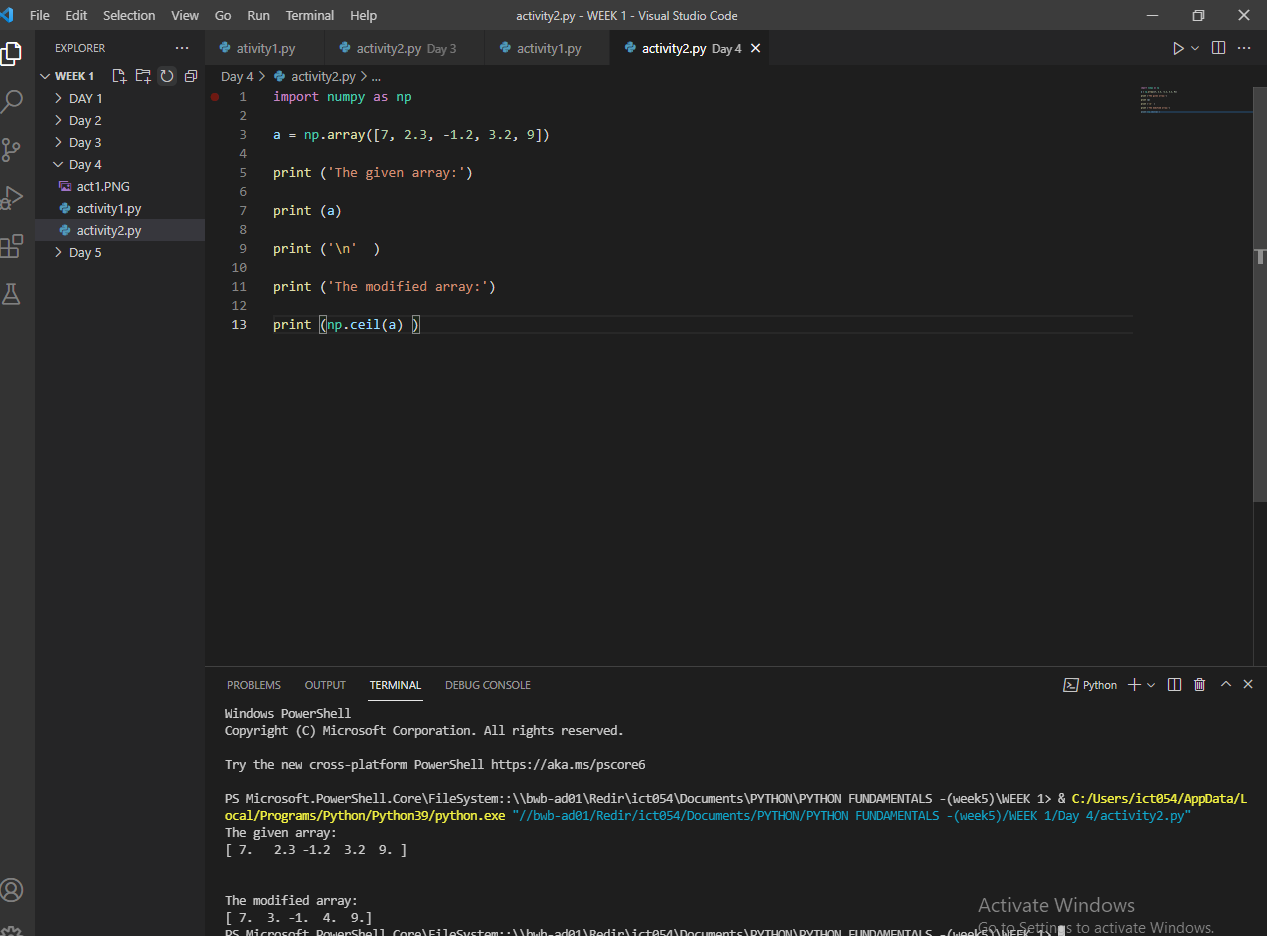 File Edit Selection View Go Run Terminal Help
activity2.py - WEEK 1 - Visual Studio Code
EXPLORER
ativity1.py
activity2.py Day 3
activity1.py
activity2.py Day 4
WEEK 1
DAY 1
Day 2
Day 3
Day 4
act1.PNG
activity1.py
activity2.py
Day 5
Day 4 > activity2.py > ...
1 import numpy as np
2
3 a = np.array([7, 2.3, -1.2, 3.2, 9])
4
5 print ('The given array:')
6
7 print (a)
8
9 print ('\n'  )
10
11 print ('The modified array:')
12
13 print (np.ceil(a) )
PROBLEMS OUTPUT TERMINAL DEBUG CONSOLE
Python
Windows PowerShell
Copyright (C) Microsoft Corporation. All rights reserved.
Try the new cross-platform PowerShell https://aka.ms/pscore6
PS Microsoft.PowerShell.Core\FileSystem::\\bwb-ad01\Redir\ict054\Documents\PYTHON\PYTHON FUNDAMENTALS -(week5)\WEEK 1> & C:/Users/ict054/AppData/L
ocal/Programs/Python/Python39/python.exe "//bwb-ad01/Redir/ict054/Documents/PYTHON/PYTHON FUNDAMENTALS -(week5)/WEEK 1/Day 4/activity2.py"
The given array:
[ 7.   2.3 -1.2  3.2  9. ]
The modified array:
[ 7.  3. -1.  4.  9.]
PS Microsoft.PowerShell.Core\FileSystem::\\bwb-ad01\Redir\ict054\Documents\PYTHON\PYTHON FUNDAMENTALS -(week5)\WEEK 1>
Activate Windows
Go to Settings to activate Windows.